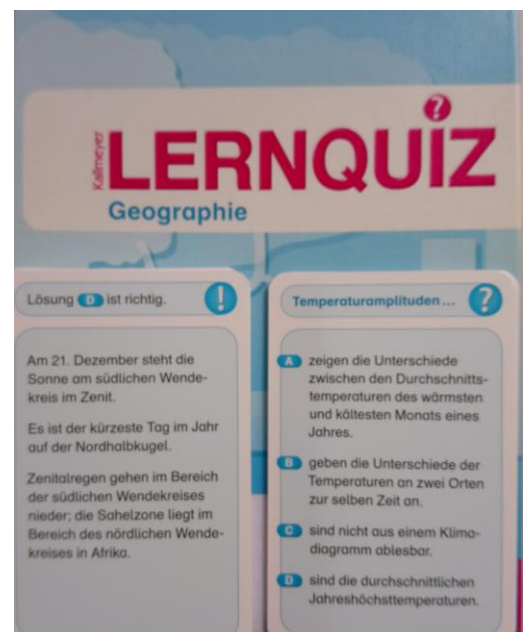 Kallmeyer
LERNQUIZ
?
Geographie
Lösung D ist richtig.
!
Am 21. Dezember steht die
Sonne am südlichen Wende-
kreis im Zenit.
Es ist der kürzeste Tag im Jahr
auf der Nordhalbkugel.
Zenitalregen gehen im Bereich
der südlichen Wendekreises
nieder; die Sahelzone liegt im
Bereich des nördlichen Wende-
kreises in Afrika.
Temperaturamplituden ...
?
A zeigen die Unterschiede
zwischen den Durchschnitts-
temperaturen des wärmsten
und kältesten Monats eines
Jahres.
B geben die Unterschiede der
Temperaturen an zwei Orten
zur selben Zeit an.
C sind nicht aus einem Klima-
diagramm ablesbar.
D sind die durchschnittlichen
Jahreshöchsttemperaturen.